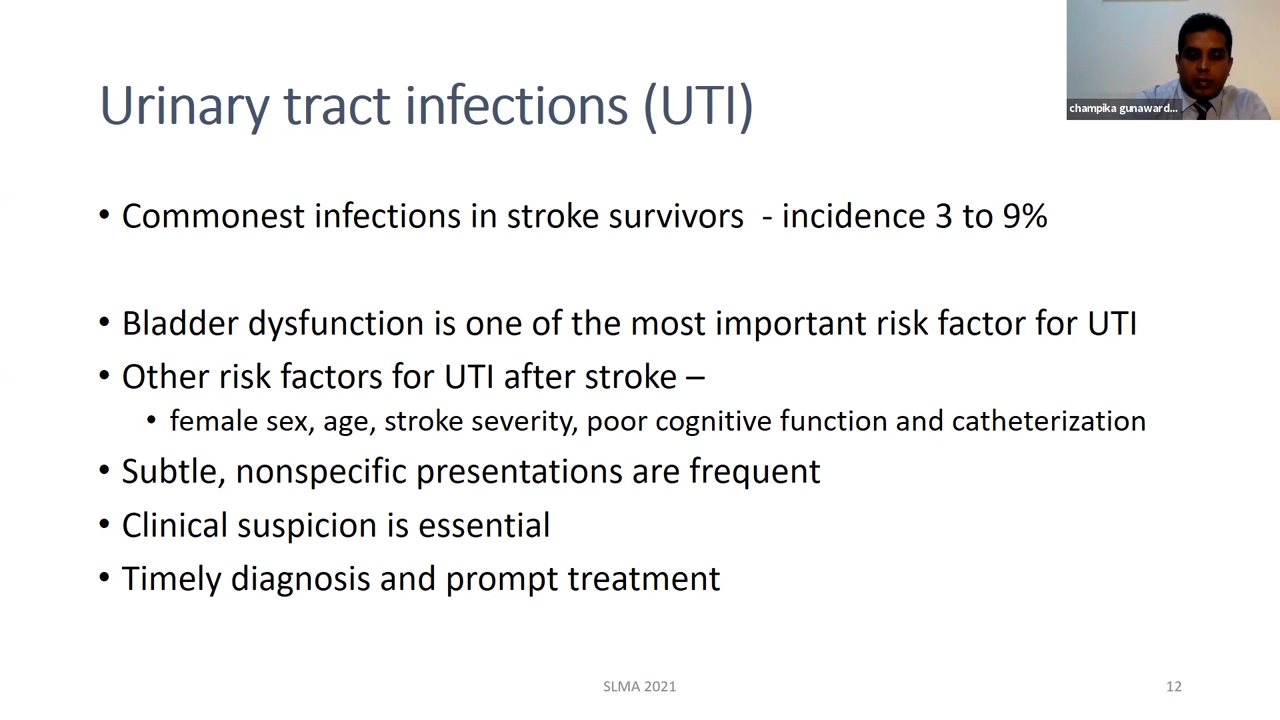 champika gunaward...
Urinary tract infections (UTI)
• Commonest infections in stroke survivors - incidence 3 to 9%
• Bladder dysfunction is one of the most important risk factor for UTI
• Other risk factors for UTI after stroke –
• female sex, age, stroke severity, poor cognitive function and catheterization
• Subtle, nonspecific presentations are frequent
• Clinical suspicion is essential
• Timely diagnosis and prompt treatment
SLMA 2021
12